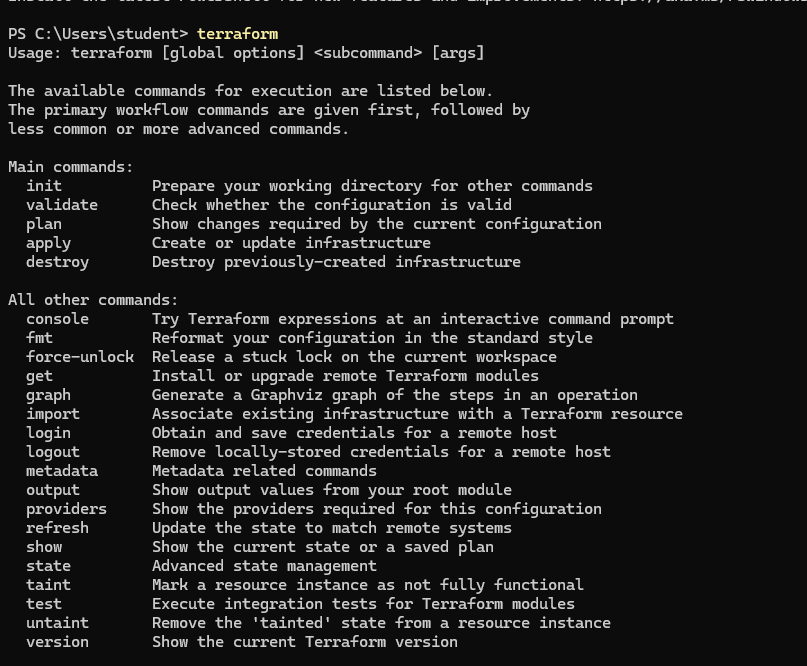 PS C:\Users\student> terraform
Usage: terraform [global options] <subcommand> [args]
The available commands for execution are listed below.
The primary workflow commands are given first, followed by
less common or more advanced commands.
Main commands:
init Prepare your working directory for other commands
validate Check whether the configuration is valid
plan Show changes required by the current configuration
apply Create or update infrastructure
destroy Destroy previously-created infrastructure
All other commands:
console Try Terraform expressions at an interactive command prompt
fmt Reformat your configuration in the standard style
force-unlock Release a stuck lock on the current workspace
get Install or upgrade remote Terraform modules
graph Generate a Graphviz graph of the steps in an operation
import Associate existing infrastructure with a Terraform resource
login Obtain and save credentials for a remote host
logout Remove locally-stored credentials for a remote host
metadata Metadata related commands
output Show output values from your root module
providers Show the providers required for this configuration
refresh Update the state to match remote systems
show Show the current state or a saved plan
state Advanced state management
taint Mark a resource instance as not fully functional
test Execute integration tests for Terraform modules
untaint Remove the 'tainted' state from a resource instance
version Show the current Terraform version